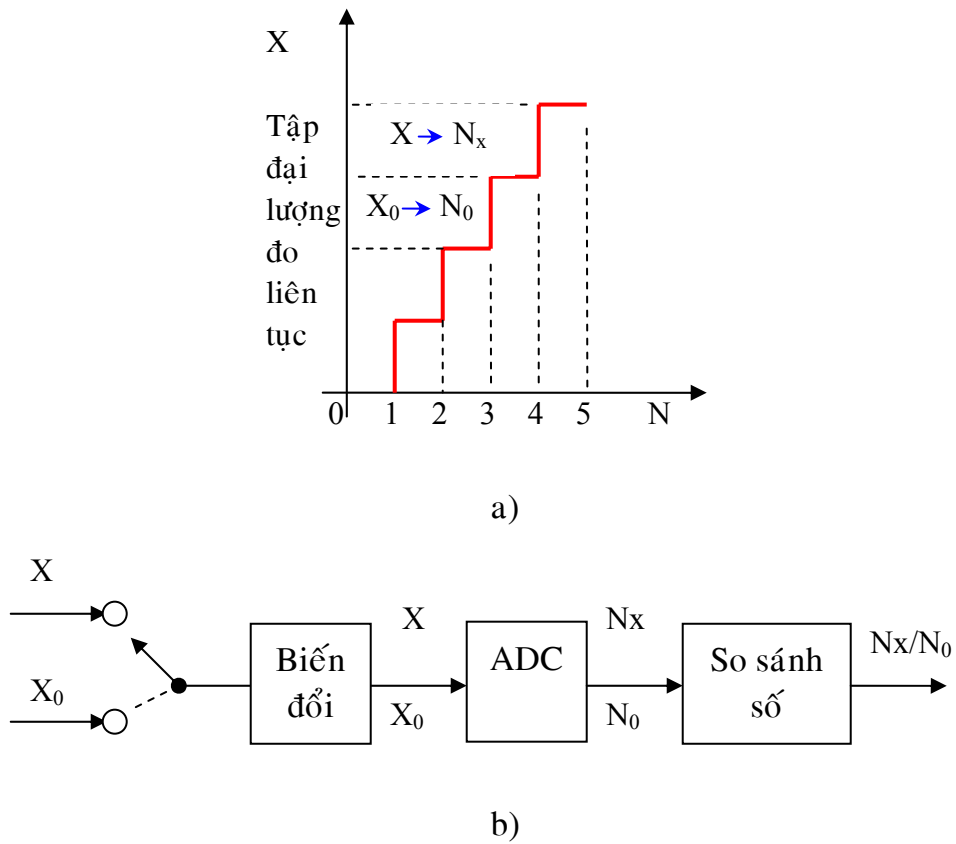 X
Tập
đại
lượng
đo
liên
tục
X → Nₓ
X₀ → N₀
0 1 2 3 4 5 N
a)
X
X₀
Biến
đổi
X
X₀
ADC
Nx
N₀
So sánh
số
Nx/N₀
b)